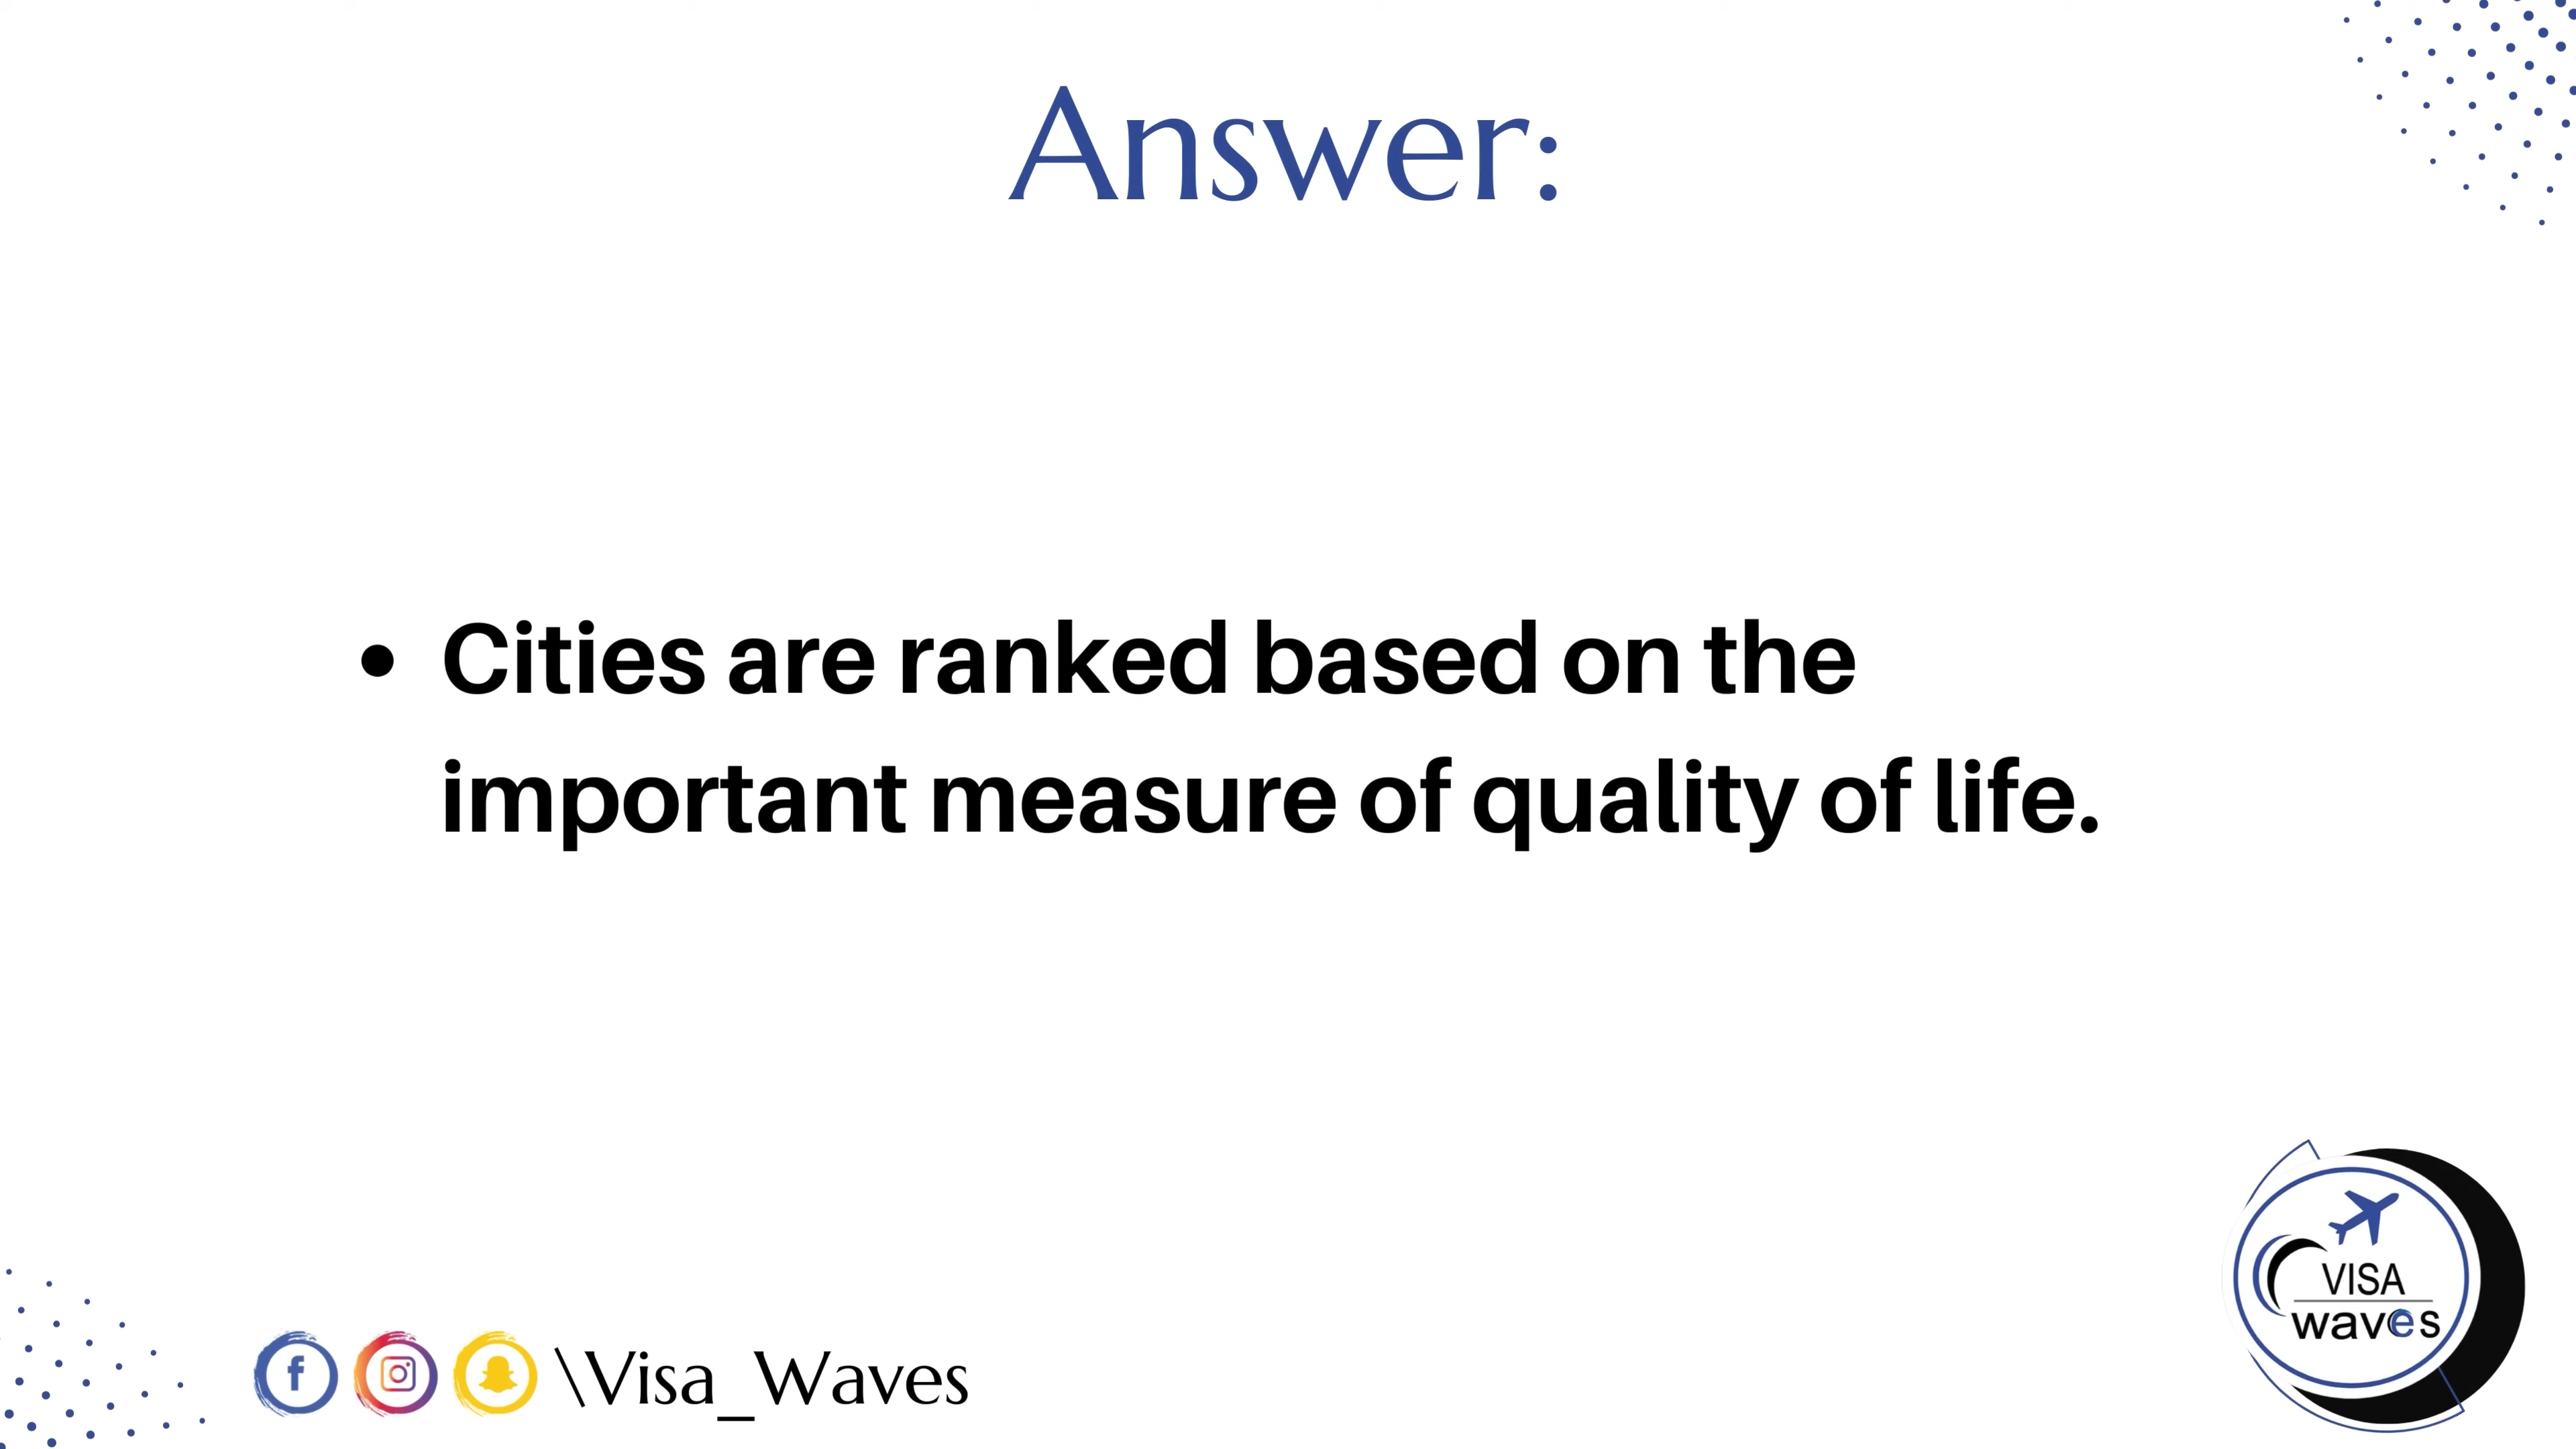 Answer:
• Cities are ranked based on the
important measure of quality of life.
\Visa_Waves
VISA
waves